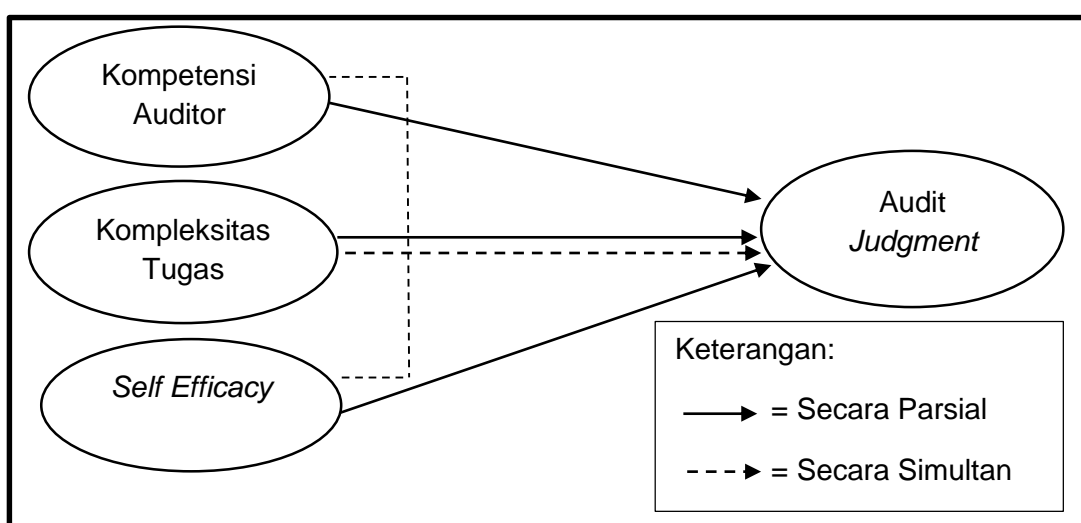 Kompetensi
Auditor
Kompleksitas
Tugas
Self Efficacy
Audit
Judgment
Keterangan:
= Secara Parsial
= Secara Simultan